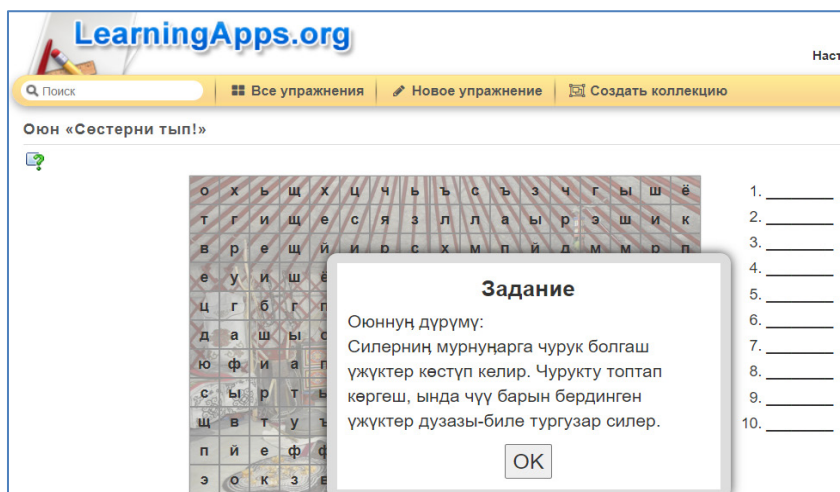 LearningApps.org
Наст
Поиск
Все упражнения
Новое упражнение
Создать коллекцию
Оюн «Сөстерни тып!»
о х ь щ х ц ч ь ъ с ъ з ч г ы ш ё
т г и щ е с я з л л а ы р э ш и к
в р е щ й и р с х м п й д м м р п
е у и ш ё
ц г б г п
д а ш ы с
ю ф и а п
с ы р т ь
щ в т у ъ
п й е ф ф
э о к з в
1.
2.
3.
4.
5.
6.
7.
8.
9.
10.
Задание
Оюннуң дүрүмү:
Силерниң мурнуңарга чурук болгаш
үжүктер көстүп келир. Чурукту топтап
көргеш, ында чүү барын бердинген
үжүктер дузазы-биле тургузар силер.
OK